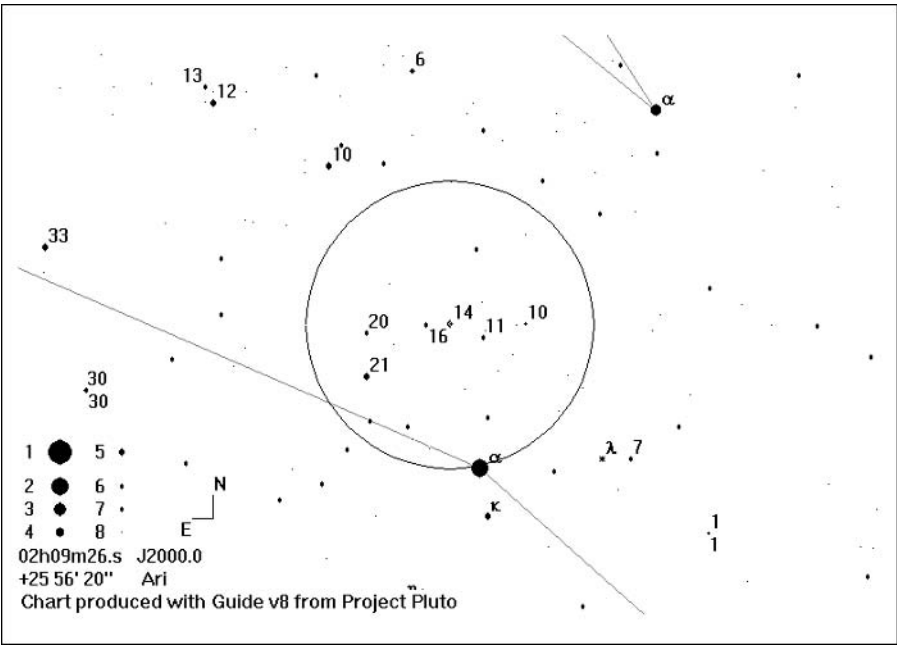 6
13
12
α
10
33
14
10
20
16
11
21
30
30
α
λ 7
κ
1
1
1 5
2 6
3 7
4 8
N
E
02h09m26.s J2000.0
+25 56' 20" Ari
Chart produced with Guide v8 from Project Pluto